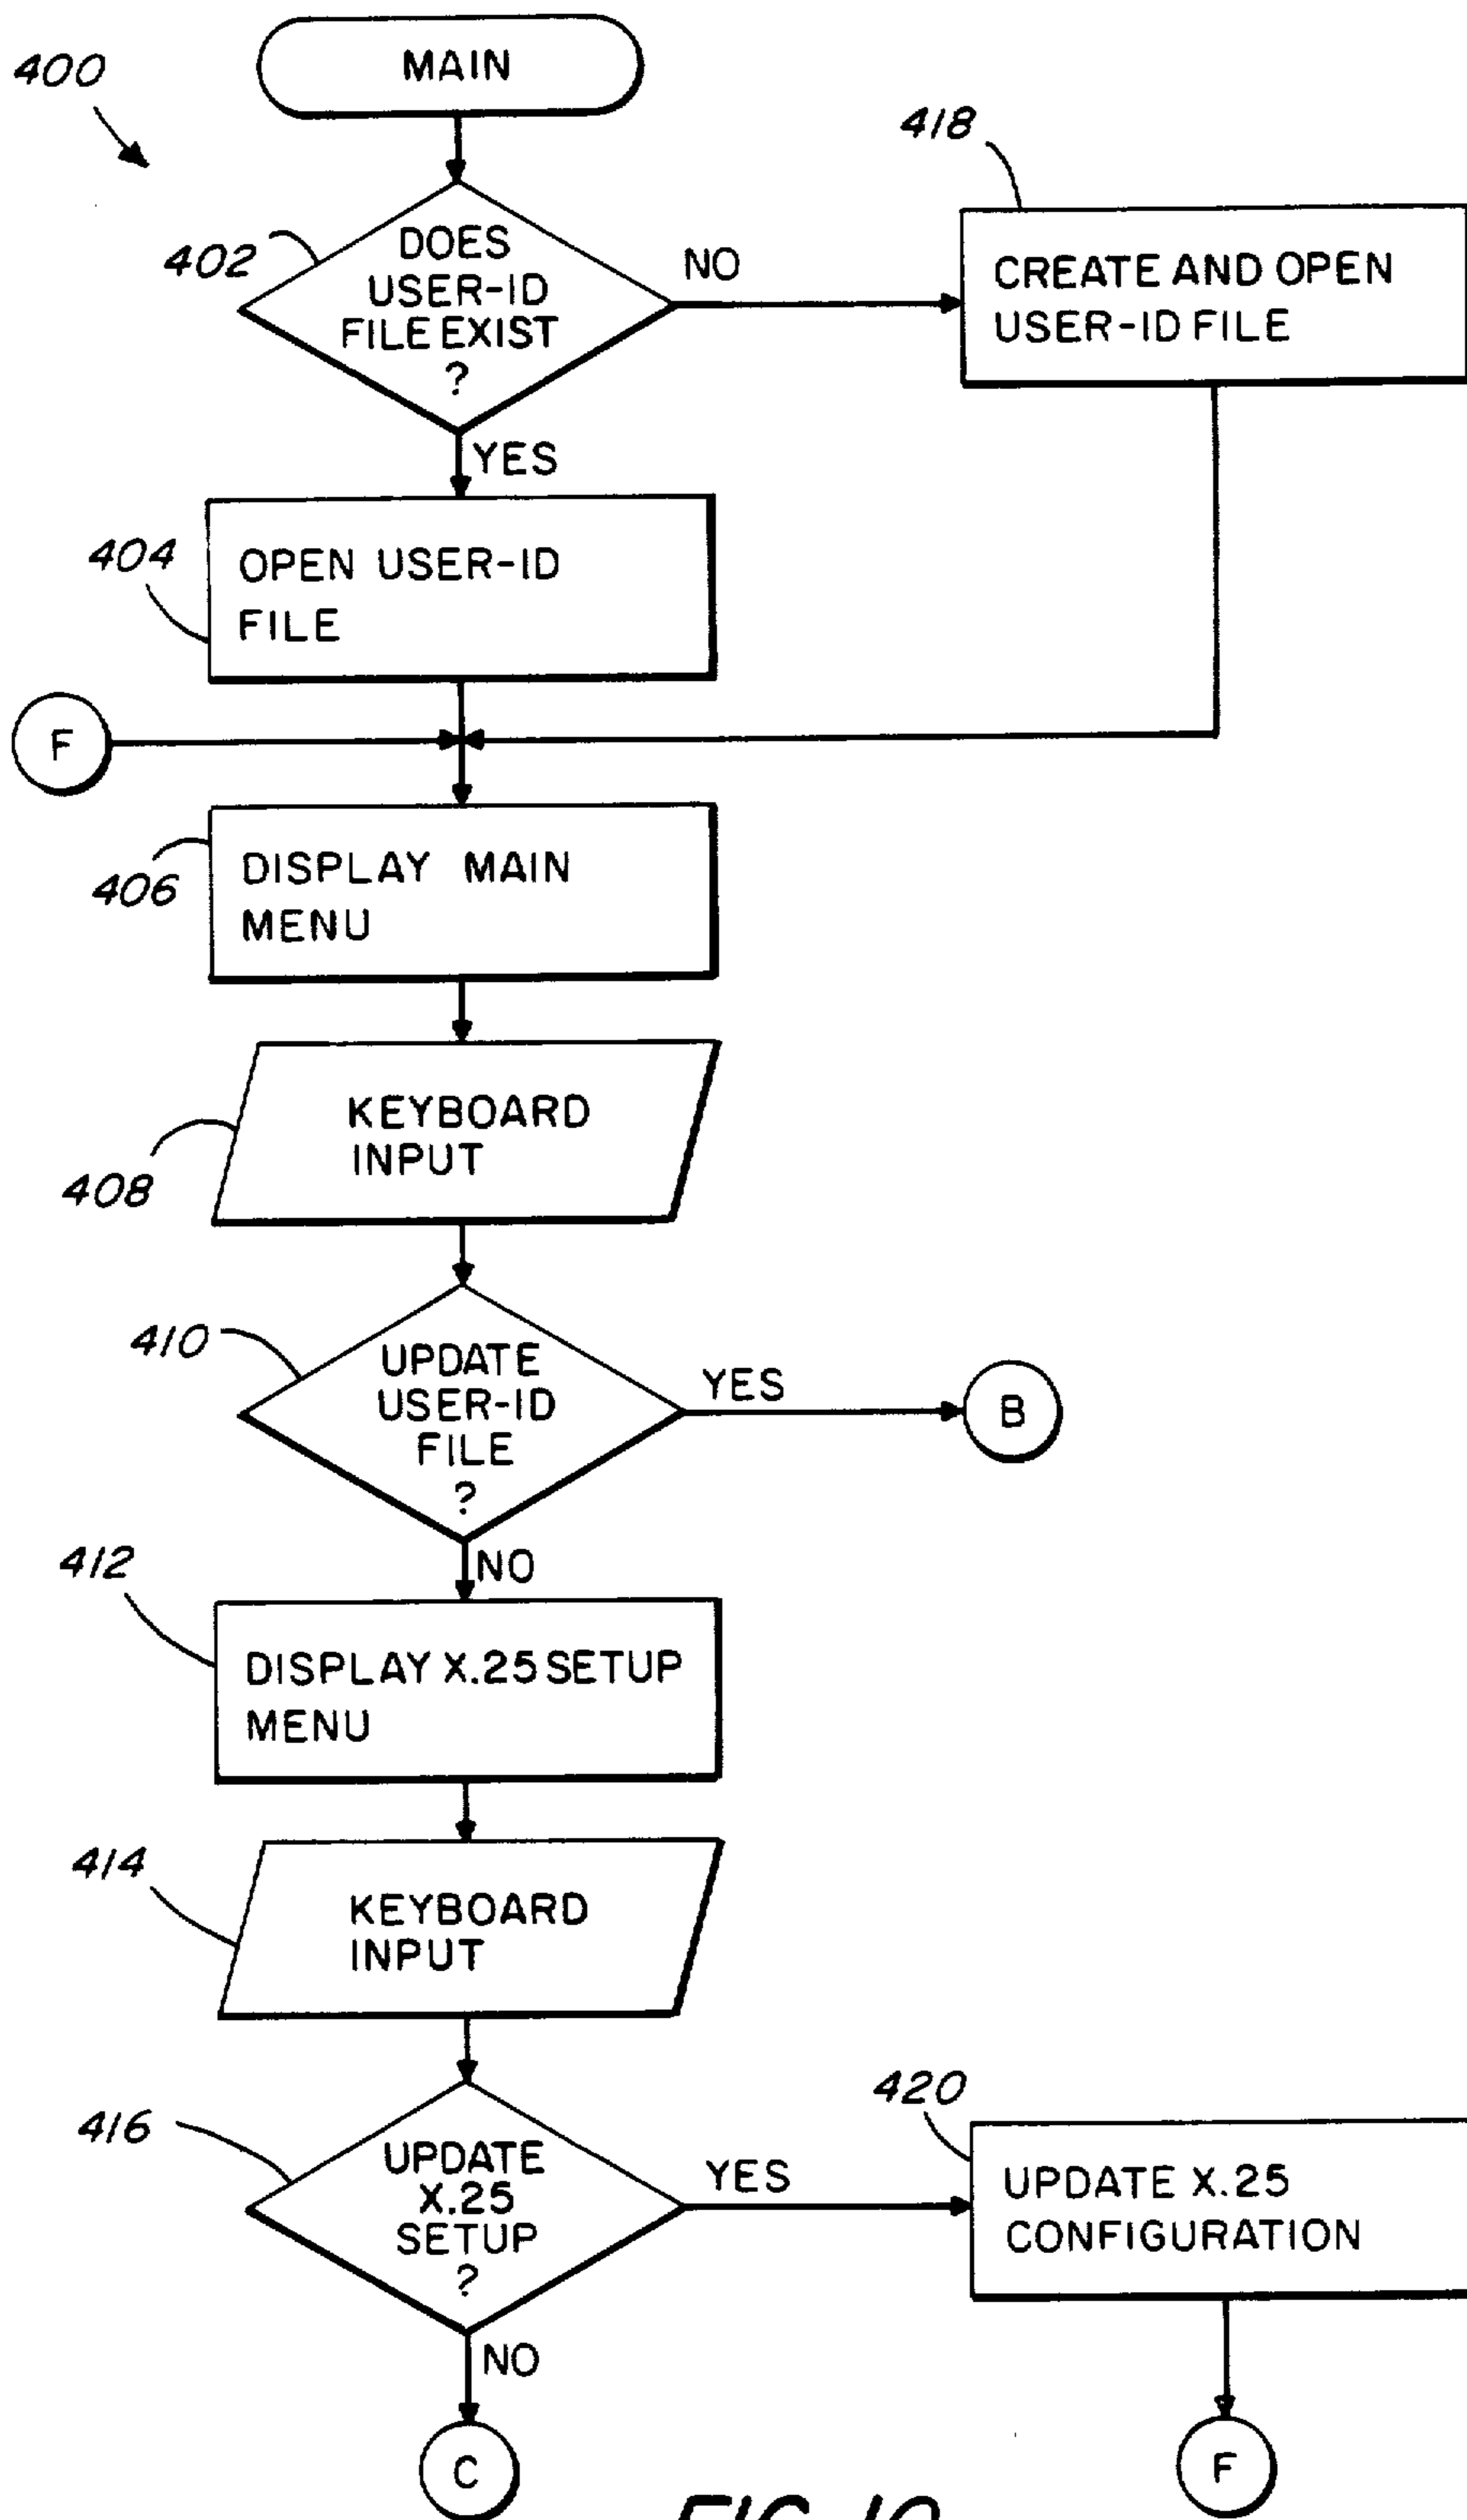 400
MAIN
418
402
DOES
USER-ID
FILE EXIST
?
NO
CREATE AND OPEN
USER-ID FILE
YES
404
OPEN USER-ID
FILE
F
406
DISPLAY MAIN
MENU
408
KEYBOARD
INPUT
410
UPDATE
USER-ID
FILE
?
YES
B
NO
412
DISPLAY X.25 SETUP
MENU
414
KEYBOARD
INPUT
416
UPDATE
X.25
SETUP
?
YES
420
UPDATE X.25
CONFIGURATION
NO
C
F